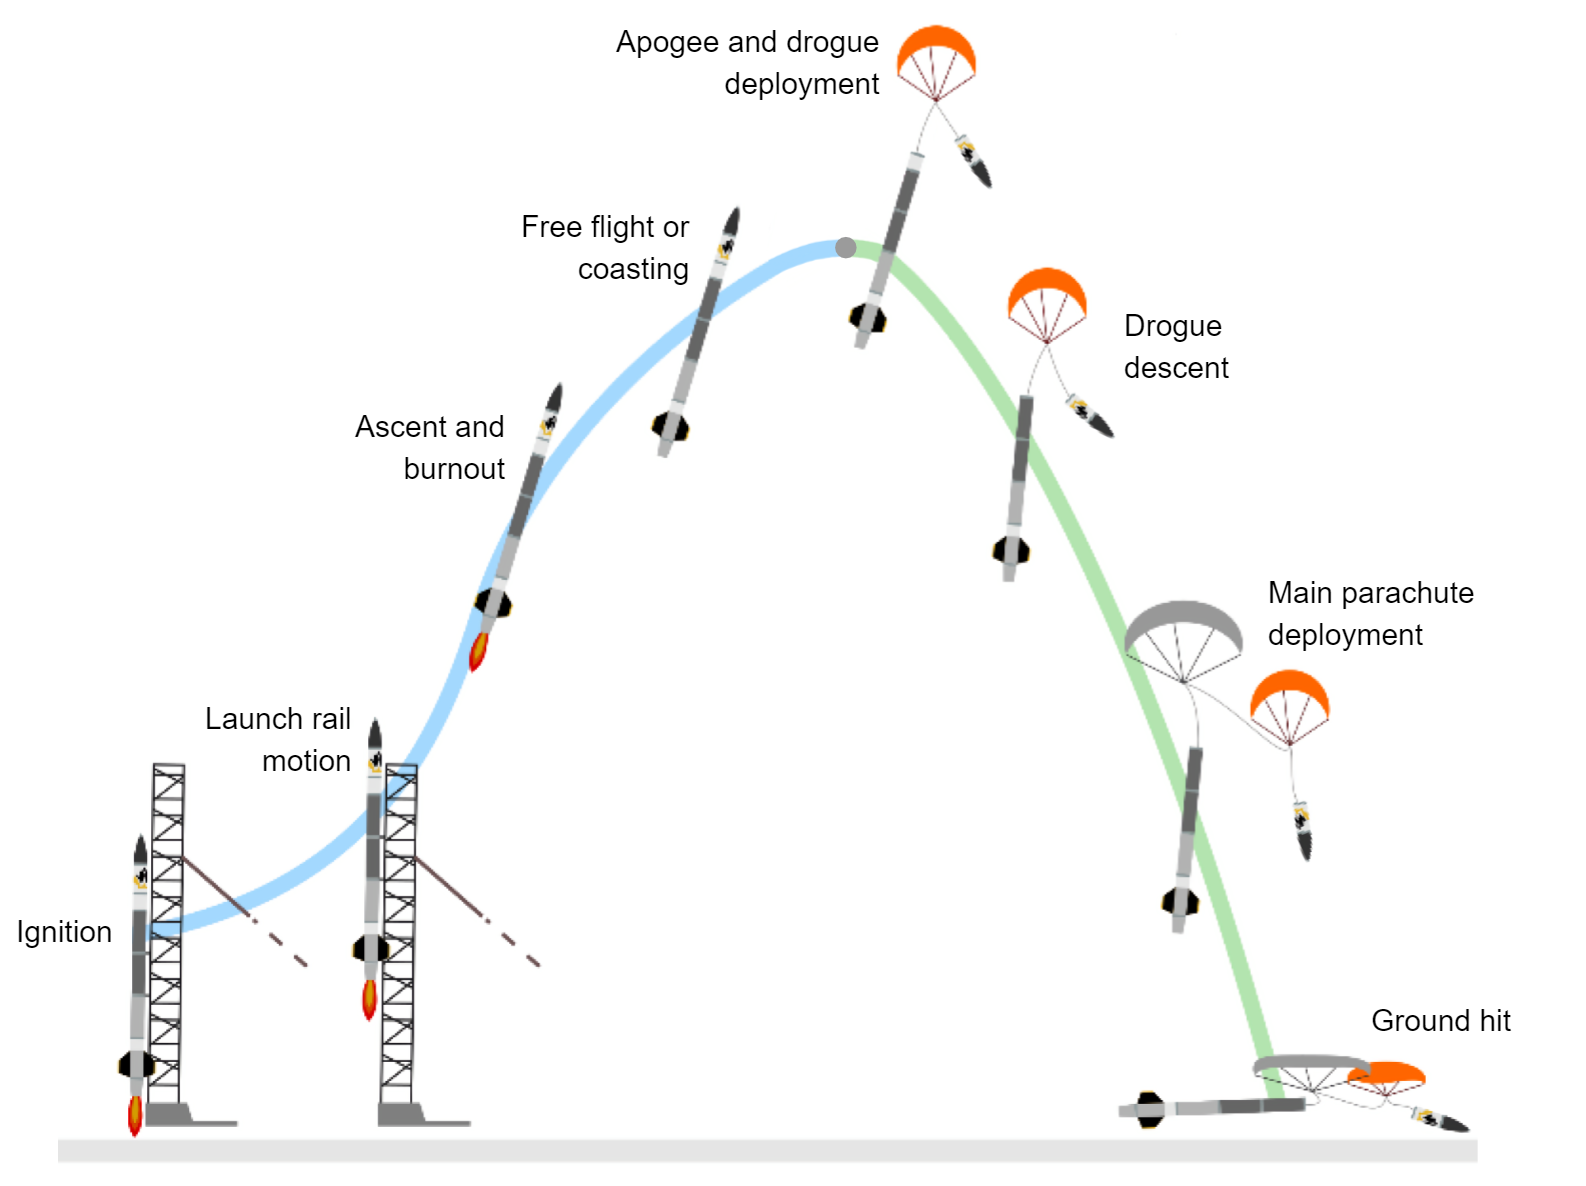 Ignition
Launch rail
motion
Ascent and
burnout
Free flight or
coasting
Apogee and drogue
deployment
Drogue
descent
Main parachute
deployment
Ground hit